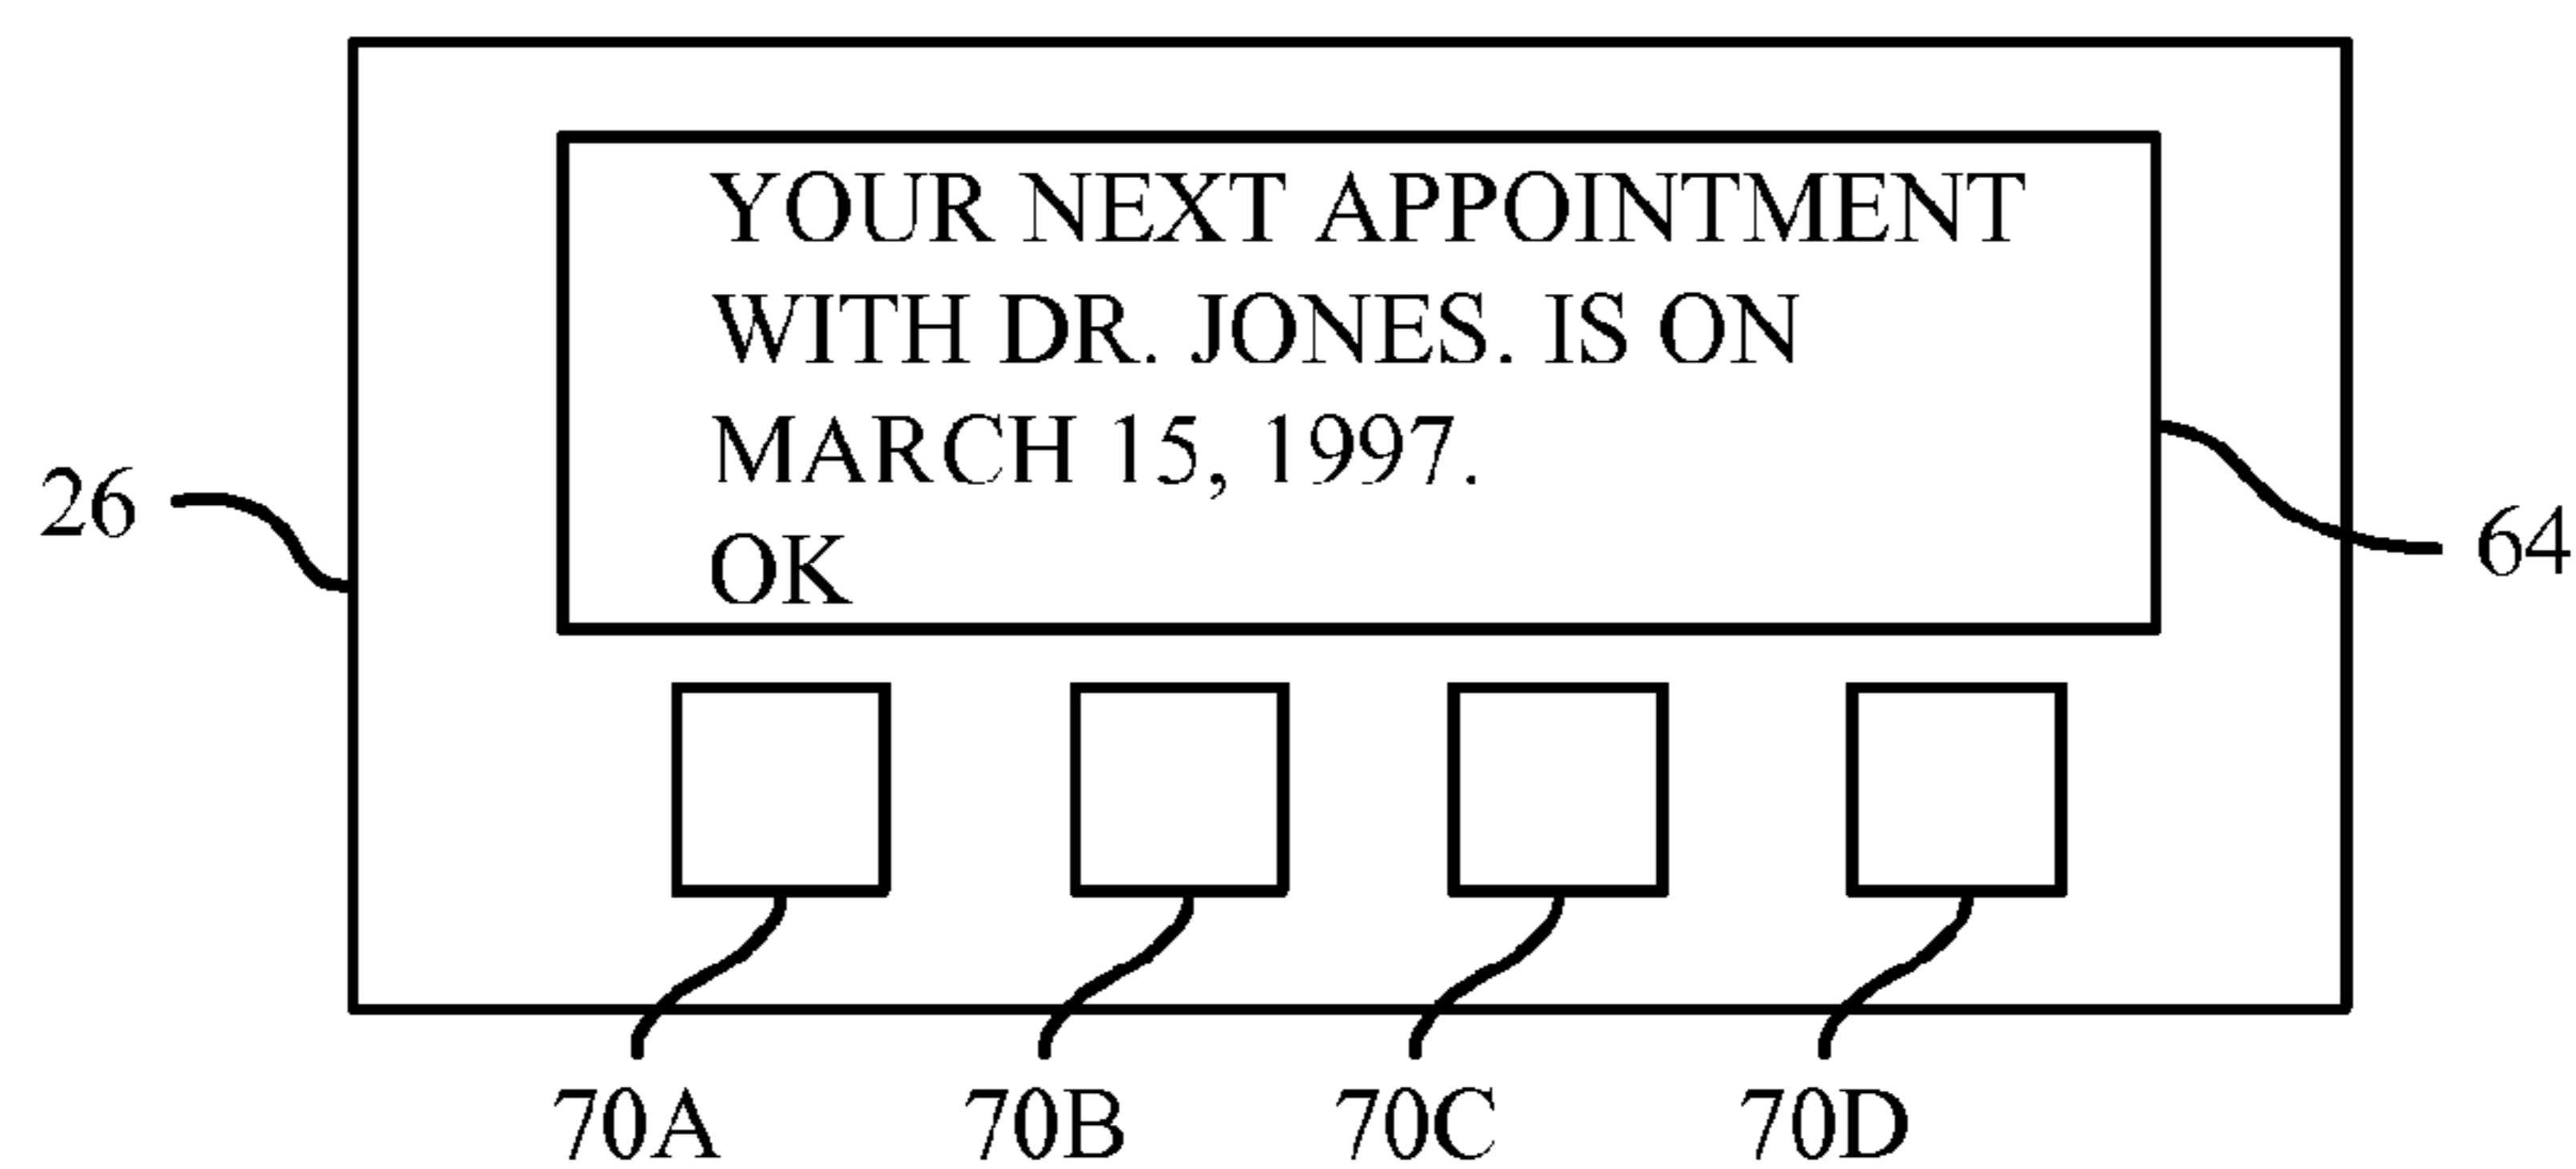 YOUR NEXT APPOINTMENT
WITH DR. JONES. IS ON
MARCH 15, 1997.
OK
26
64
70A 70B 70C 70D